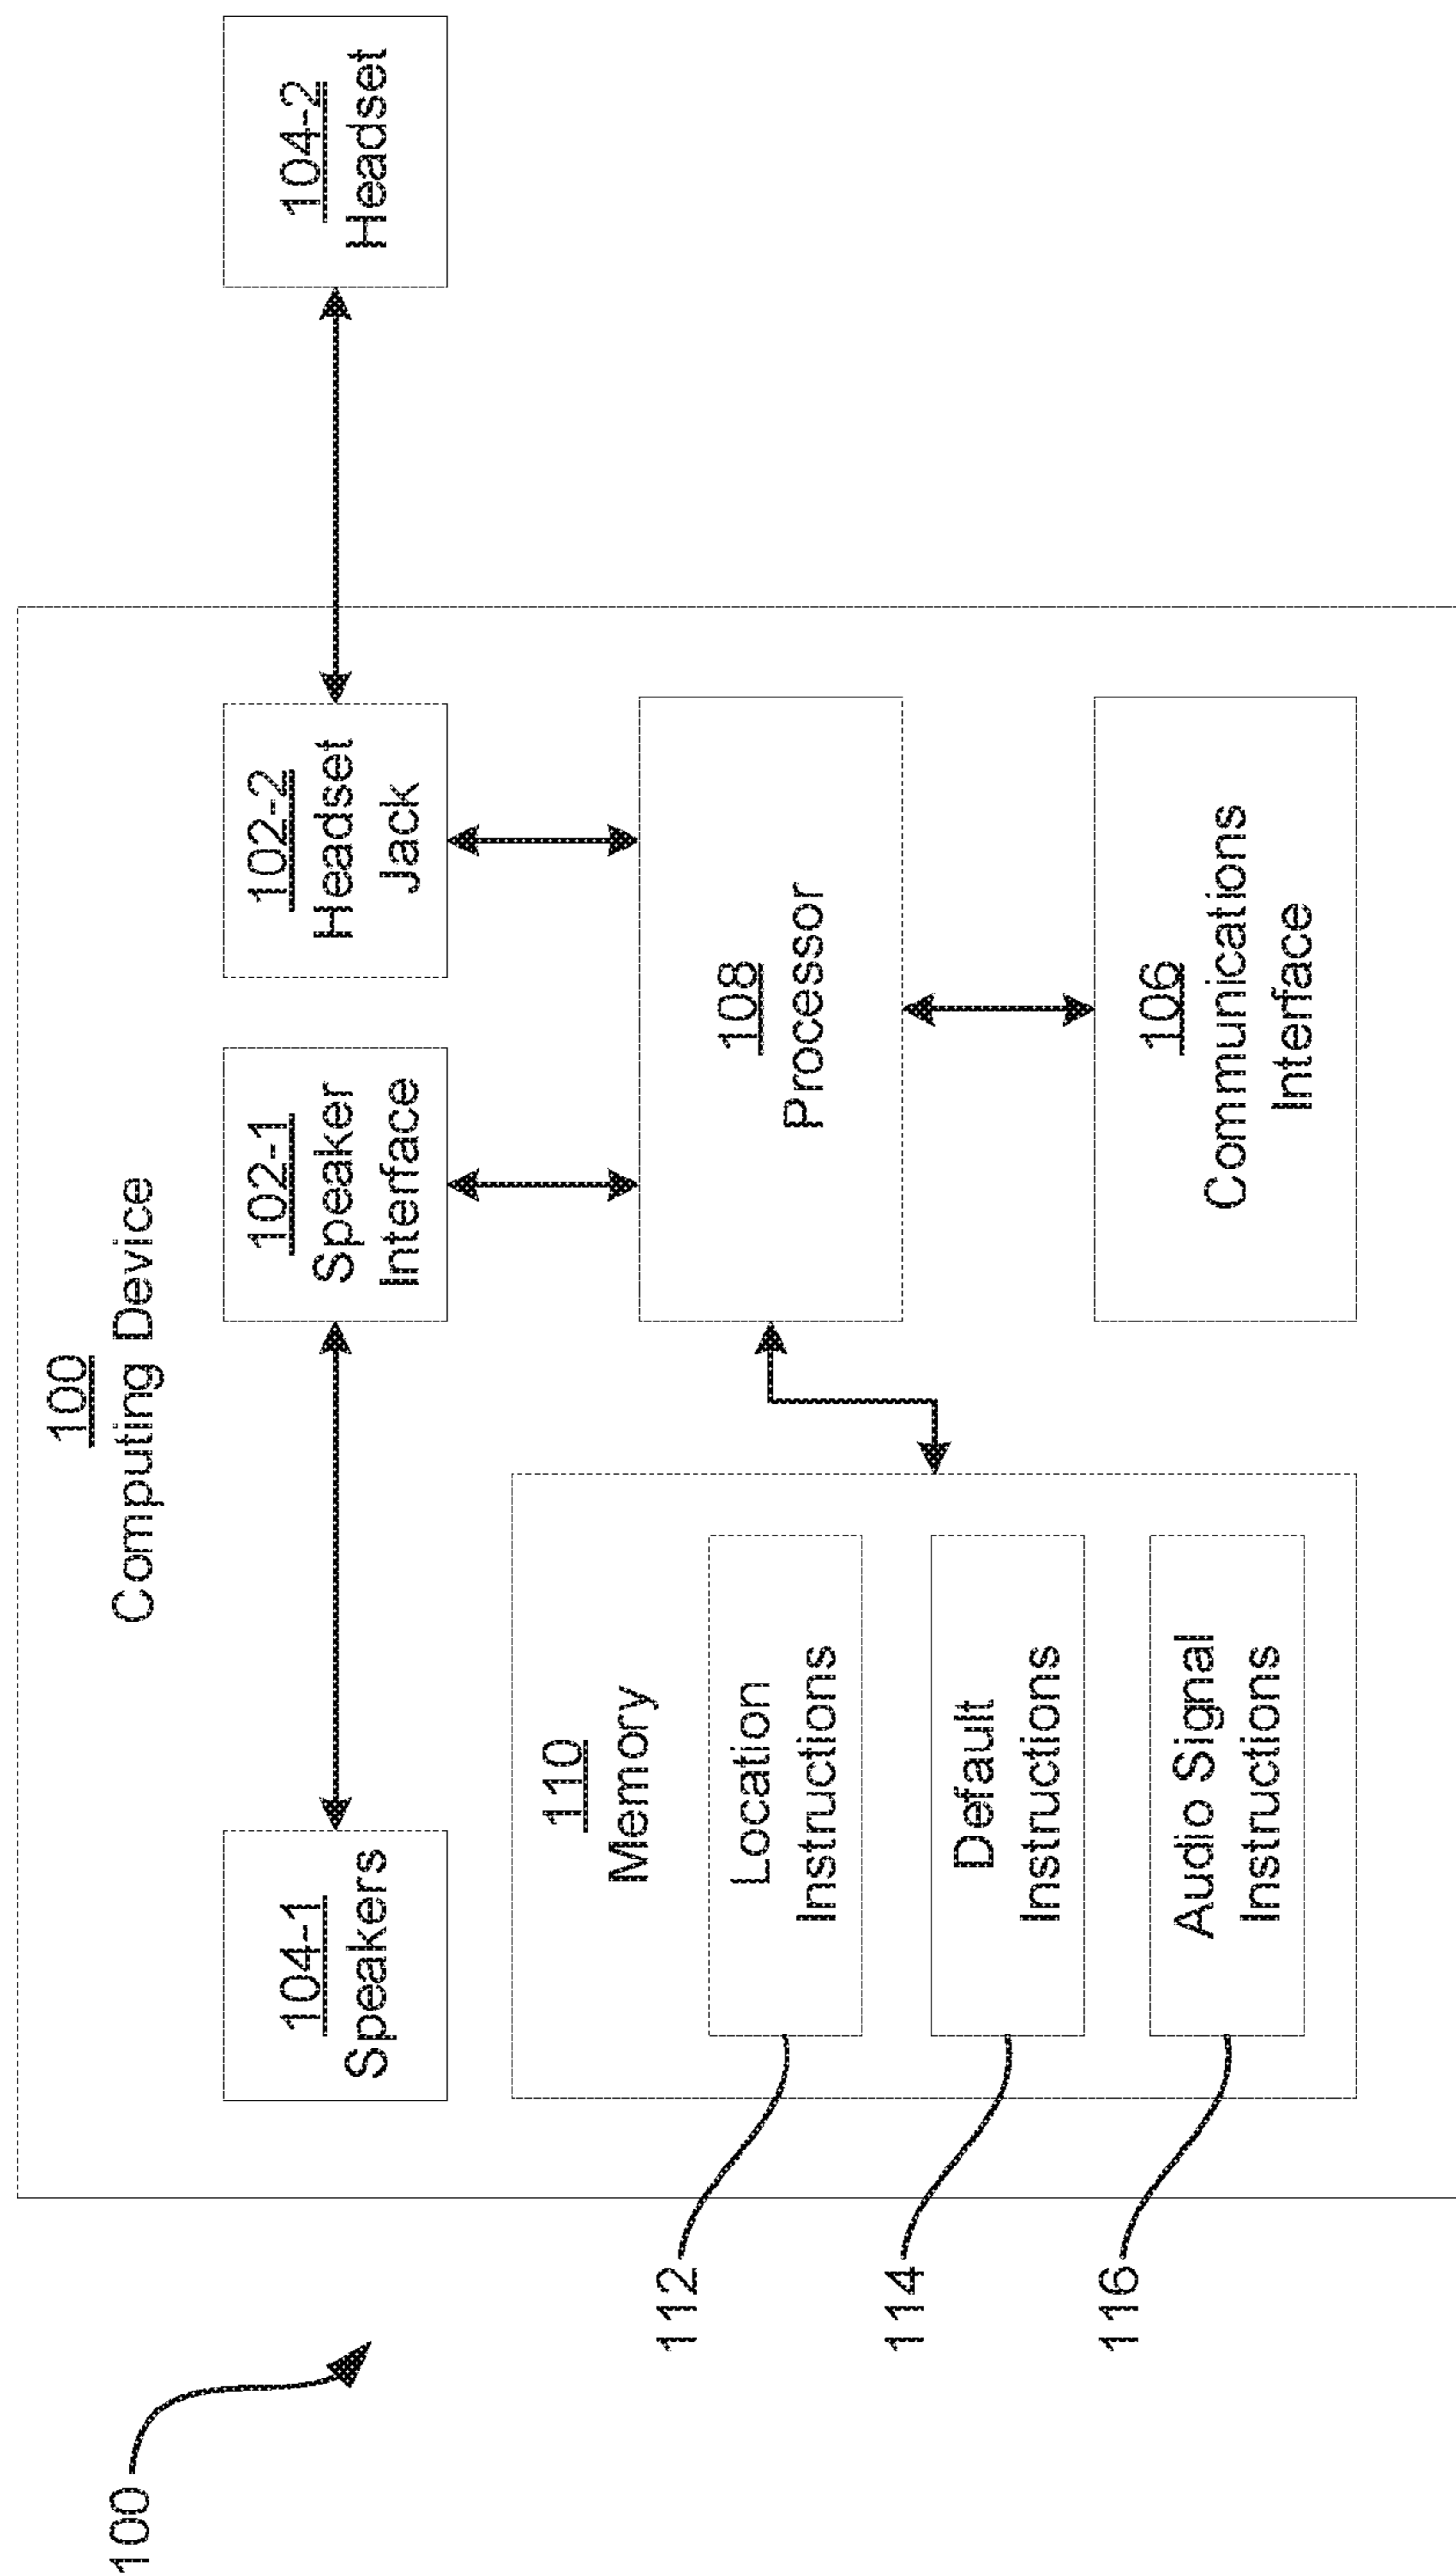 100
Computing Device
104-1
Speakers
102-1
Speaker
Interface
102-2
Headset
Jack
104-2
Headset
110
Memory
Location
Instructions
Default
Instructions
Audio Signal
Instructions
108
Processor
106
Communications
Interface
112
114
116
100